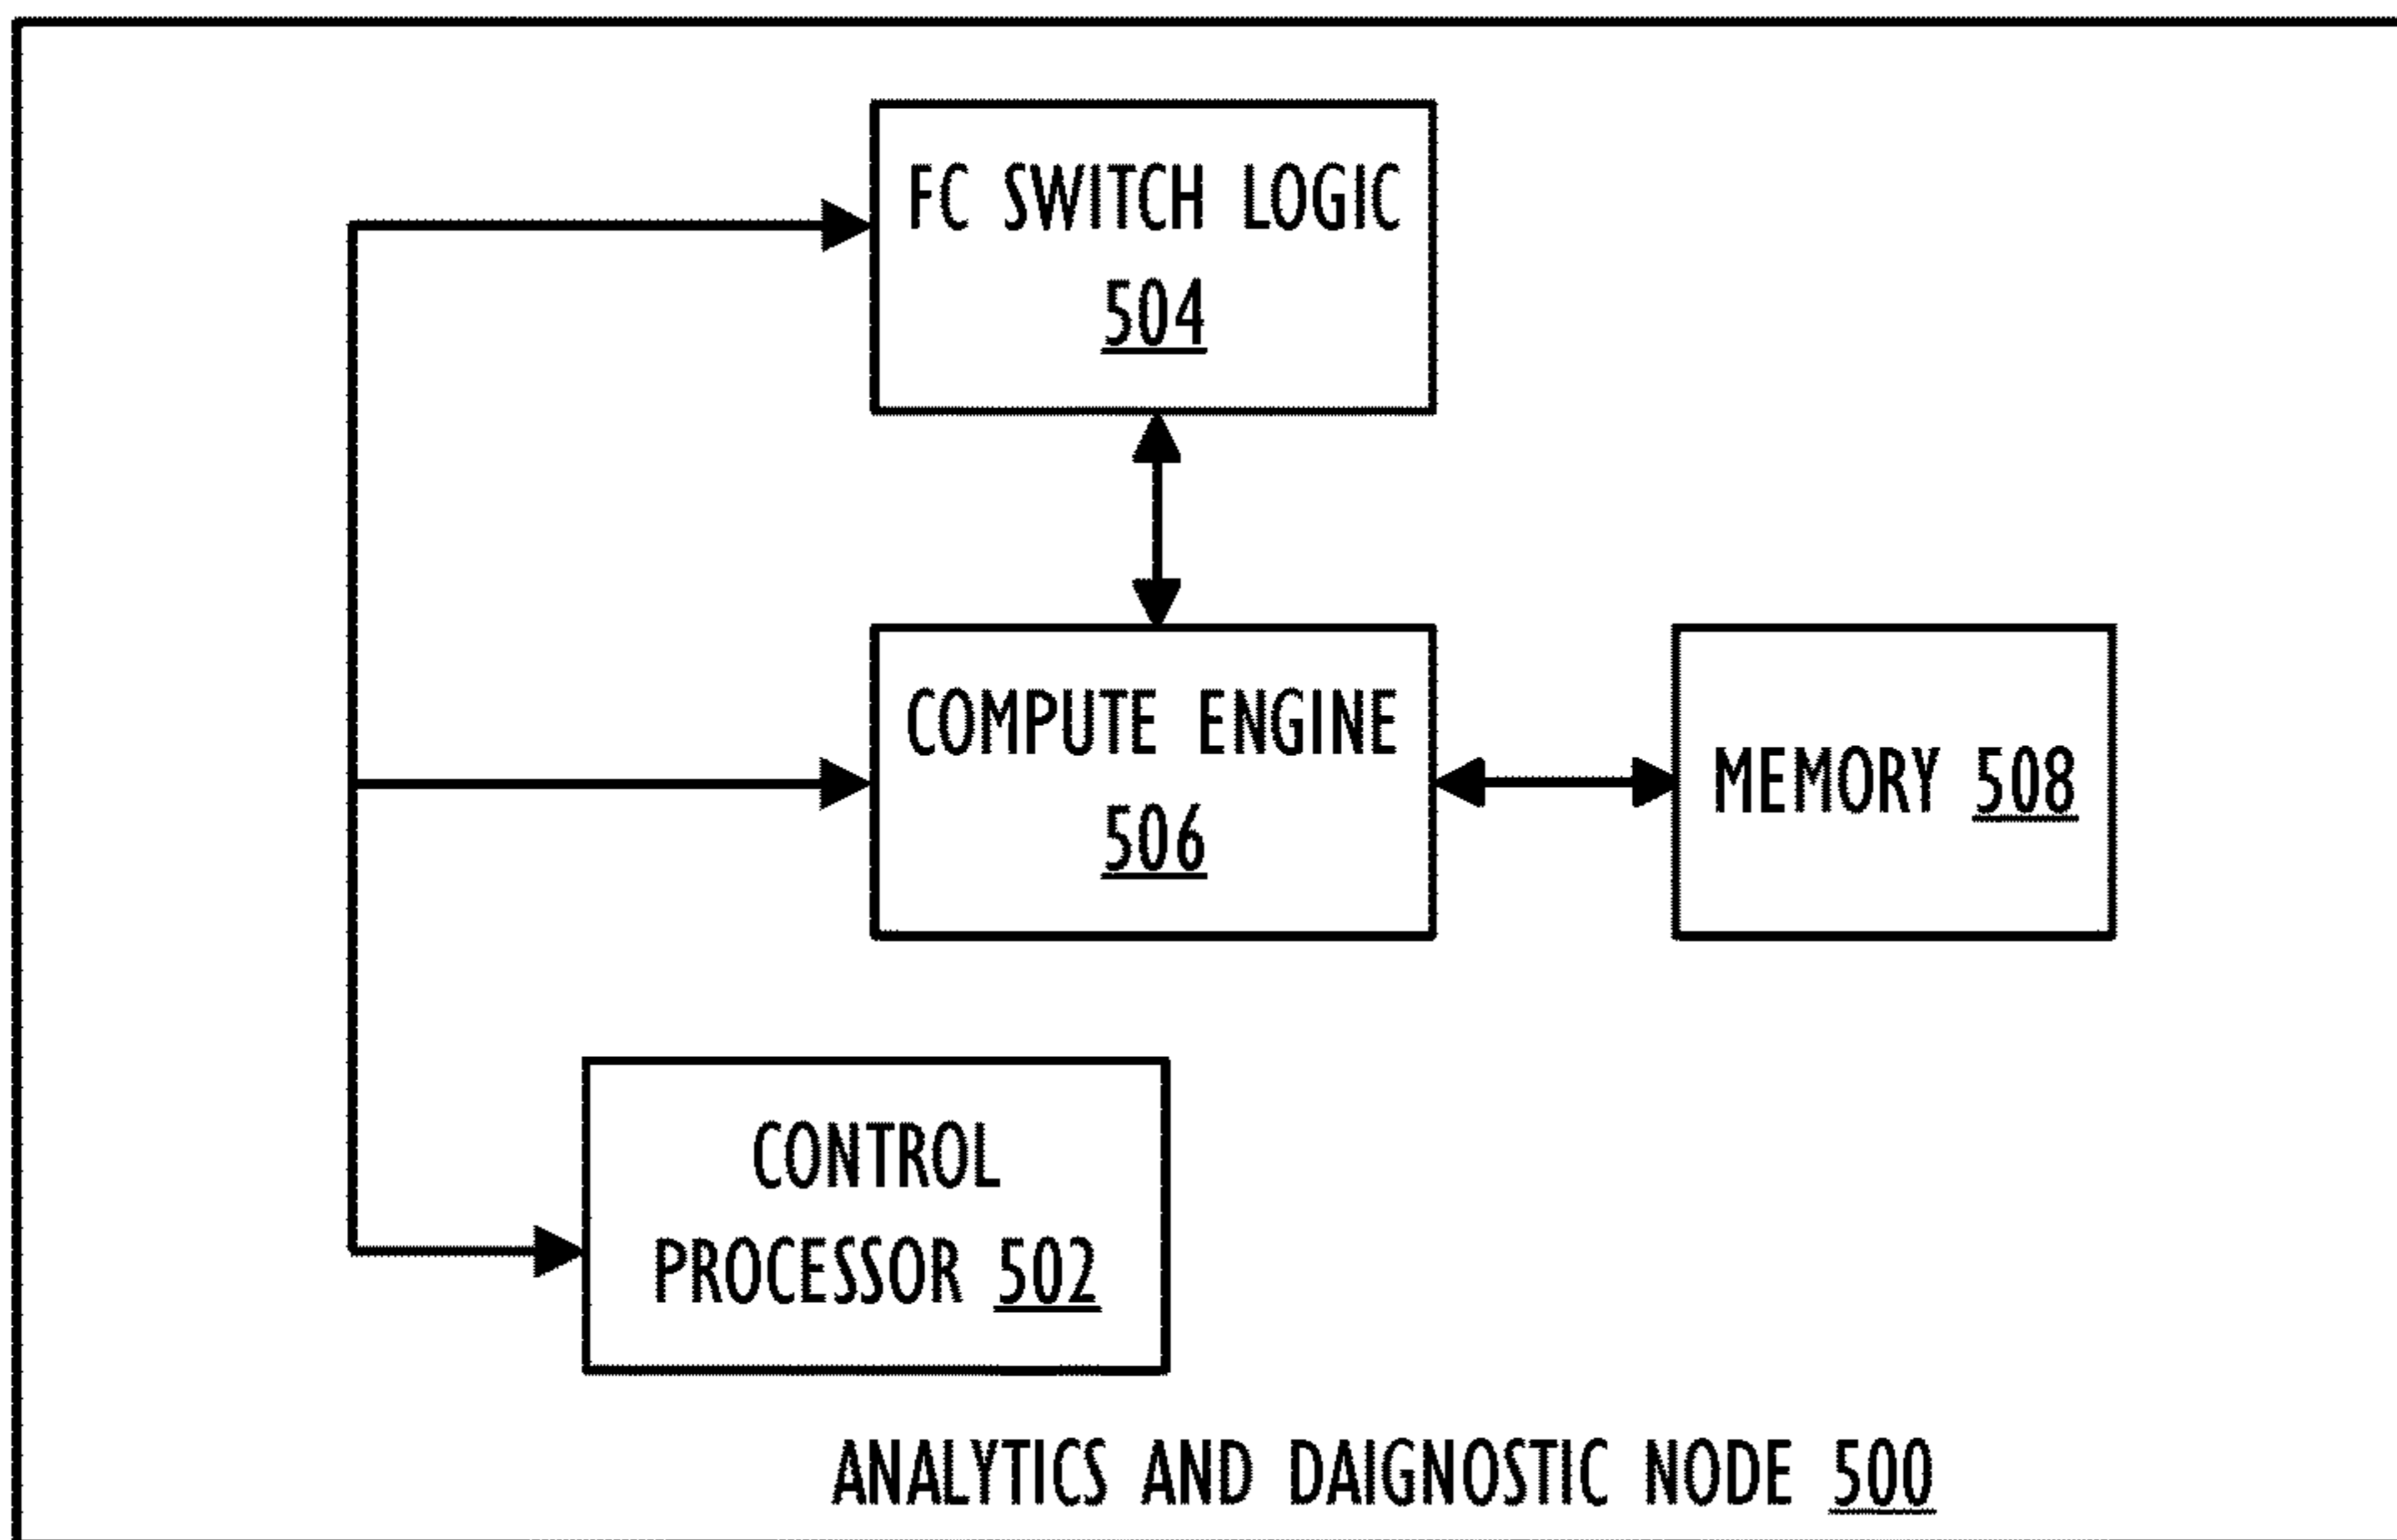 FC SWITCH LOGIC
504
COMPUTE ENGINE
506
MEMORY 508
CONTROL
PROCESSOR 502
ANALYTICS AND DAIGNOSTIC NODE 500